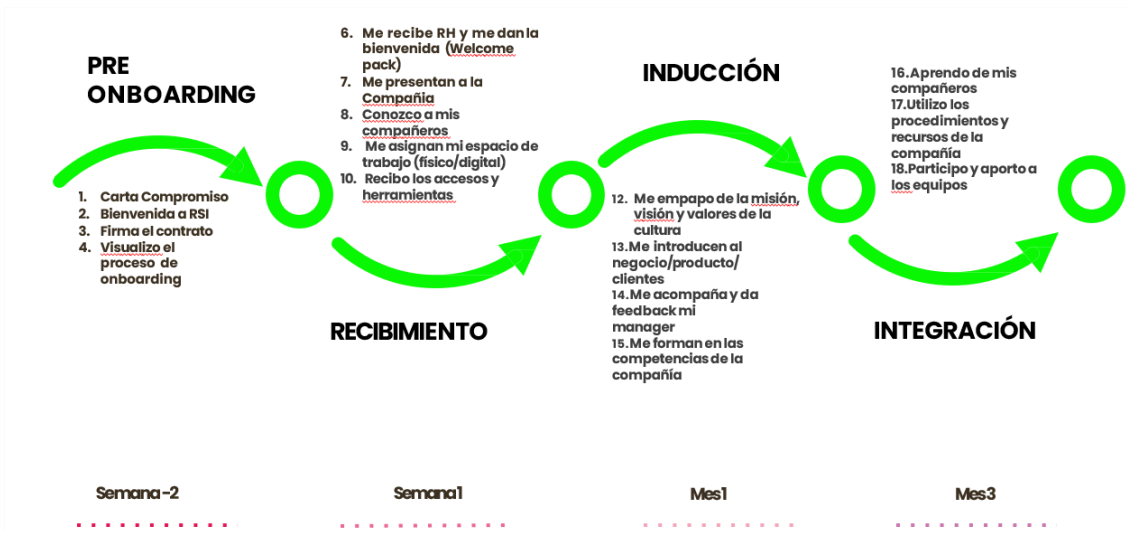 PRE
ONBOARDING
1. Carta Compromiso
2. Bienvenida a RSI
3. Firma el contrato
4. Visualizo el
proceso de
onboarding
6. Me recibe RH y me dan la
bienvenida (Welcome
pack)
7. Me presentan a la
Compañia
8. Conozco a mis
compañeros
9. Me asignan mi espacio de
trabajo (físico/digital)
10. Recibo los accesos y
herramientas
RECIBIMIENTO
INDUCCIÓN
12. Me empapo de la misión,
visión y valores de la
cultura
13.Me introducen al
negocio/producto/
clientes
14.Me acompaña y da
feedback mi
manager
15.Me forman en las
competencias de la
compañía
16.Aprendo de mis
compañeros
17.Utilizo los
procedimientos y
recursos de la
compañía
18.Participo y aporto a
los equipos
INTEGRACIÓN
Semana -2
Semana 1
Mes 1
Mes 3